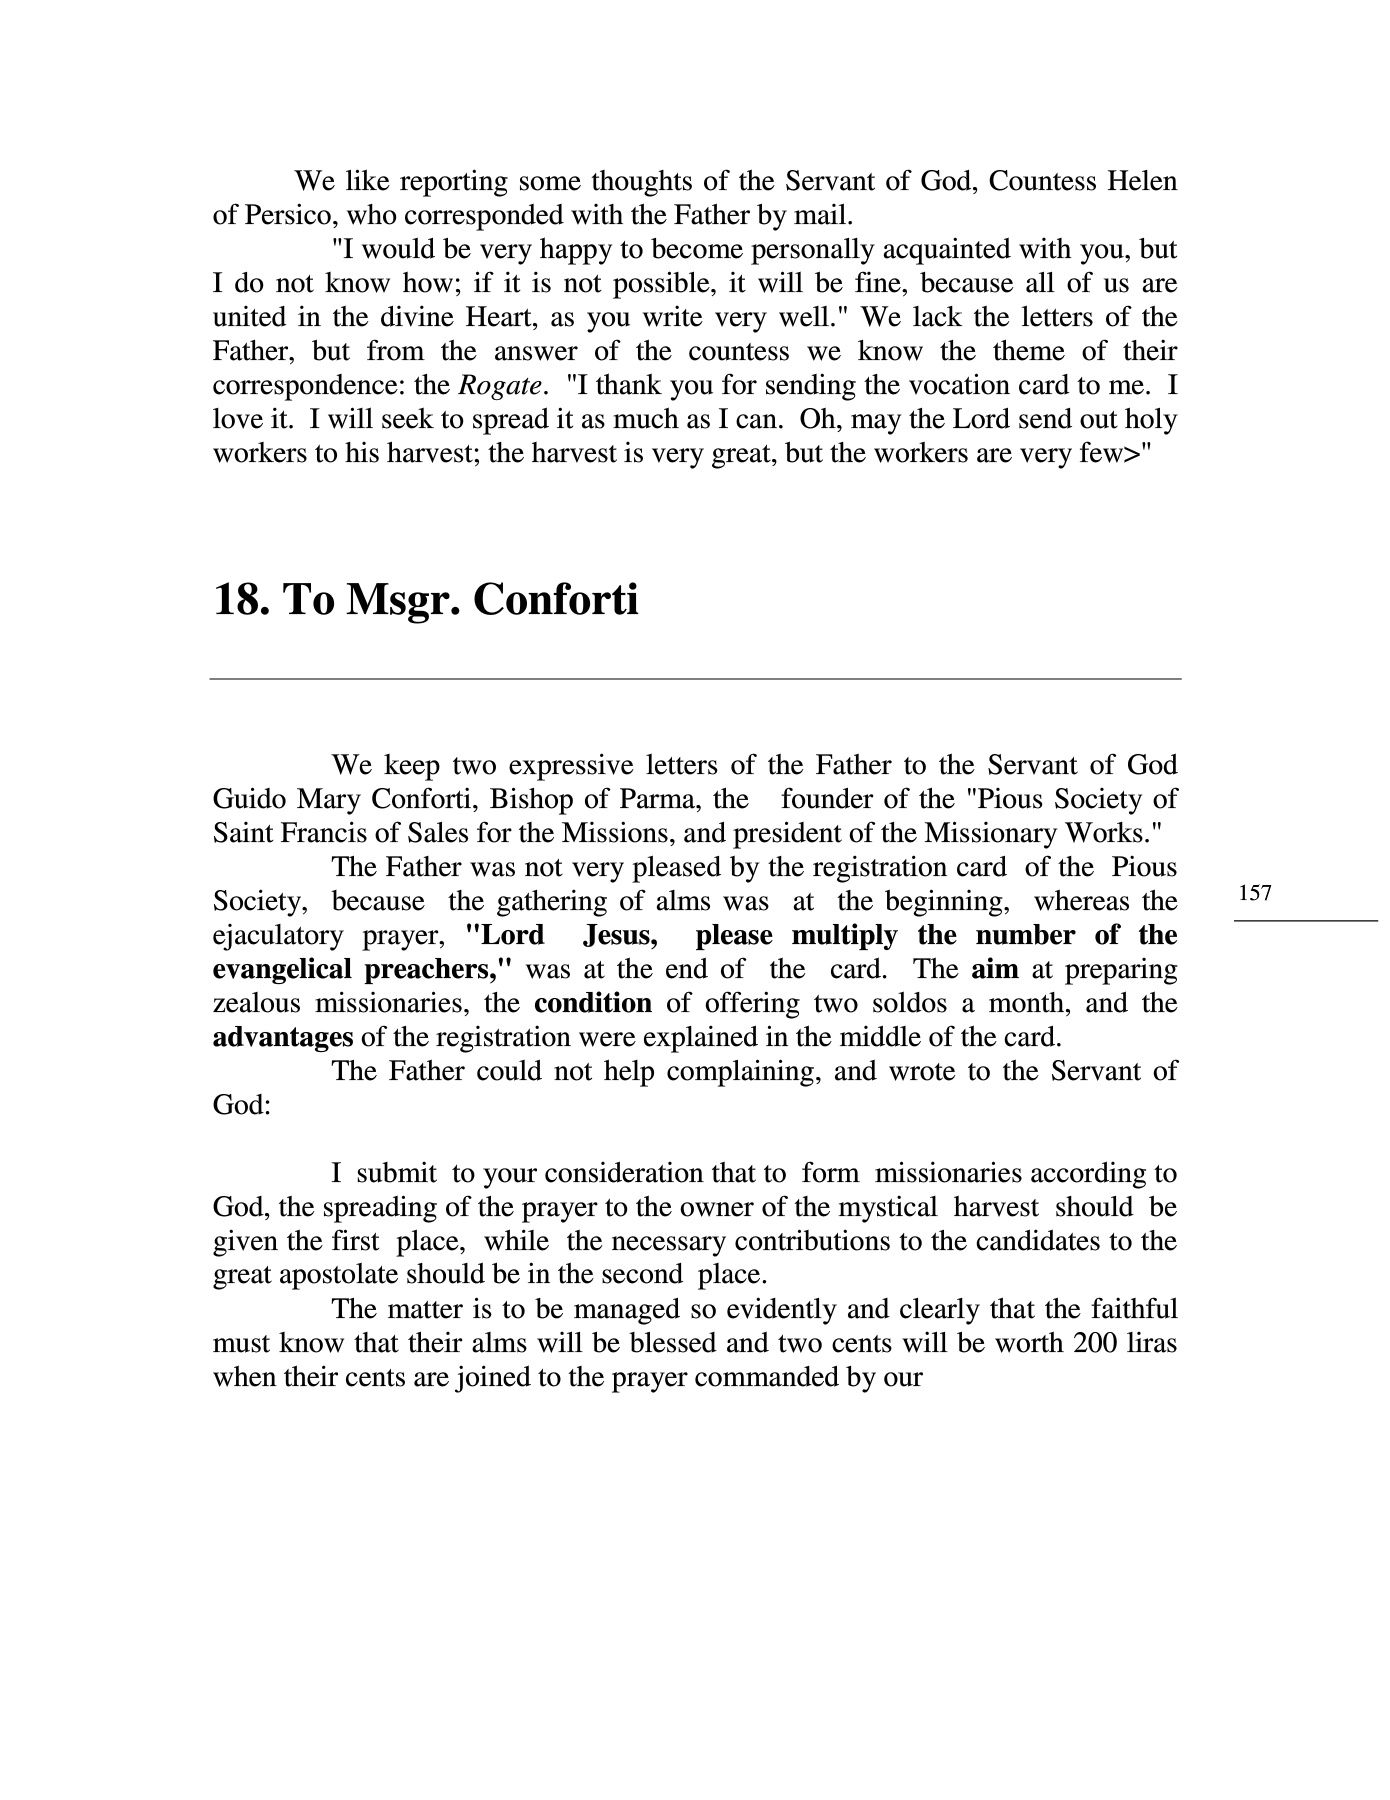 We like reporting some thoughts of the Servant of God, Countess Helen
of Persico, who corresponded with the Father by mail.
"I would be very happy to become personally acquainted with you, but
I do not know how; if it is not possible, it will be fine, because all of us are
united in the divine Heart, as you write very well." We lack the letters of the
Father, but from the answer of the countess we know the theme of their
correspondence: the Rogate. "I thank you for sending the vocation card to me. I
love it. I will seek to spread it as much as I can. Oh, may the Lord send out holy
workers to his harvest; the harvest is very great, but the workers are very few>"
18. To Msgr. Conforti
We keep two expressive letters of the Father to the Servant of God
Guido Mary Conforti, Bishop of Parma, the founder of the "Pious Society of
Saint Francis of Sales for the Missions, and president of the Missionary Works."
The Father was not very pleased by the registration card of the Pious
Society, because the gathering of alms was at the beginning, whereas the
ejaculatory prayer, "Lord Jesus, please multiply the number of the
evangelical preachers," was at the end of the card. The aim at preparing
zealous missionaries, the condition of offering two soldos a month, and the
advantages of the registration were explained in the middle of the card.
The Father could not help complaining, and wrote to the Servant of
God:
I submit to your consideration that to form missionaries according to
God, the spreading of the prayer to the owner of the mystical harvest should be
given the first place, while the necessary contributions to the candidates to the
great apostolate should be in the second place.
The matter is to be managed so evidently and clearly that the faithful
must know that their alms will be blessed and two cents will be worth 200 liras
when their cents are joined to the prayer commanded by our
157